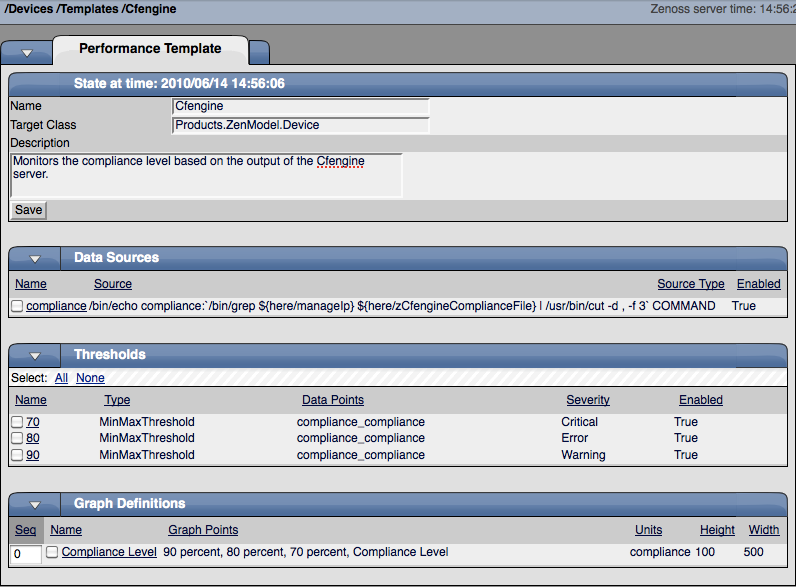 /Devices /Templates /Cfengine Zenoss server time: 14:56:2
Performance Template
State at time: 2010/06/14 14:56:06
Name Cfengine
Target Class Products.ZenModel.Device
Description
Monitors the compliance level based on the output of the Cfengine
server.
Save
Data Sources
Name Source Source Type Enabled
compliance /bin/echo compliance:`/bin/grep ${here/manageIp} ${here/zCfengineComplianceFile} | /usr/bin/cut -d , -f 3` COMMAND True
Thresholds
Select: All None
Name Type Data Points Severity Enabled
70 MinMaxThreshold compliance_compliance Critical True
80 MinMaxThreshold compliance_compliance Error True
90 MinMaxThreshold compliance_compliance Warning True
Graph Definitions
Seq Name Graph Points Units Height Width
0 Compliance Level 90 percent, 80 percent, 70 percent, Compliance Level compliance 100 500